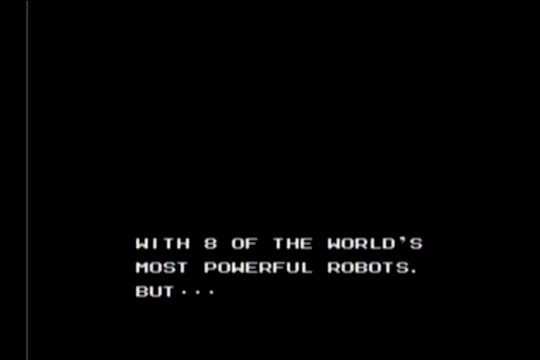 WITH 8 OF THE WORLD'S
MOST POWERFUL ROBOTS.
BUT···